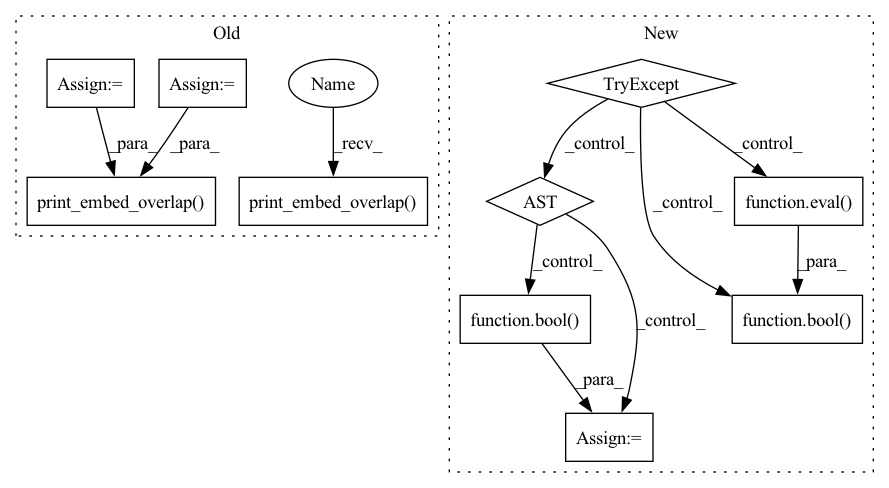 Old
New
Assign:=
Assign:=
Name
TryExcept
_para_
_para_
_recv_
_control_
_control_
print_embed_overlap()
print_embed_overlap()
AST
_control_
function.eval()
_control_
_control_
_para_
function.bool()
function.bool()
_para_
Assign:=